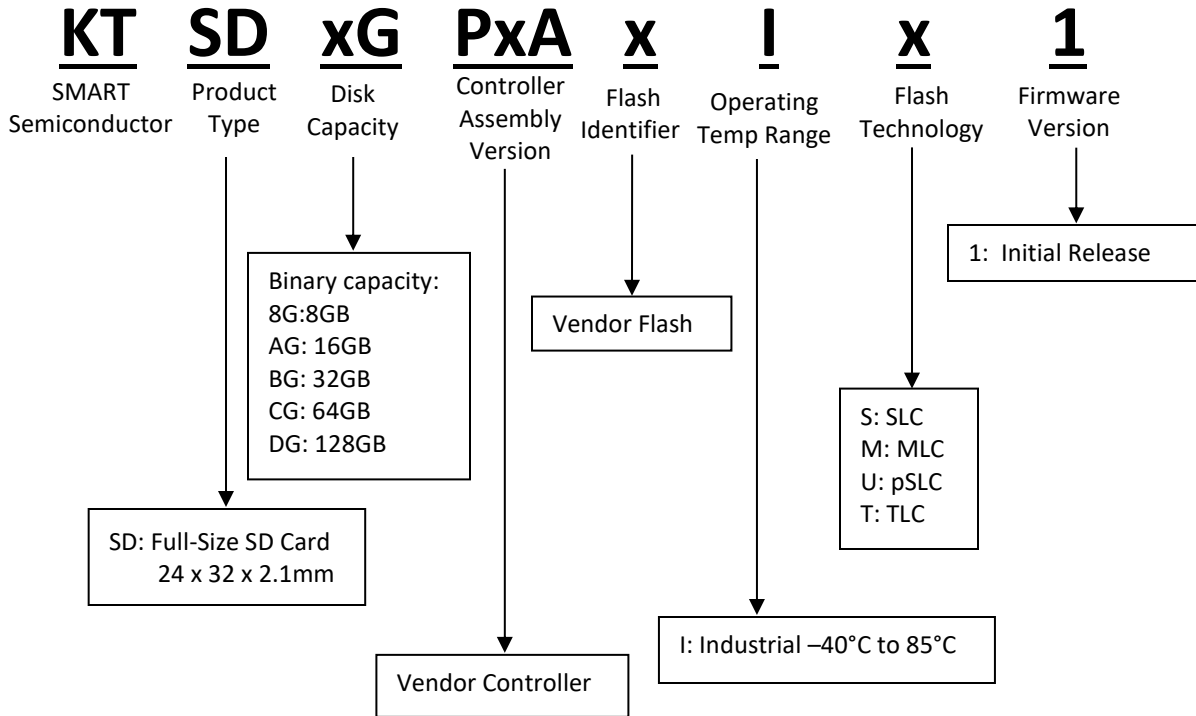 KT SD xG PxA x I x 1
SMART
Semiconductor
Product
Type
Disk
Capacity
Controller
Assembly
Version
Flash
Identifier
Operating
Temp Range
Flash
Technology
Firmware
Version
1: Initial Release
Binary capacity:
8G:8GB
AG: 16GB
BG: 32GB
CG: 64GB
DG: 128GB
Vendor Flash
S: SLC
M: MLC
U: pSLC
T: TLC
SD: Full-Size SD Card
24 x 32 x 2.1mm
I: Industrial –40°C to 85°C
Vendor Controller